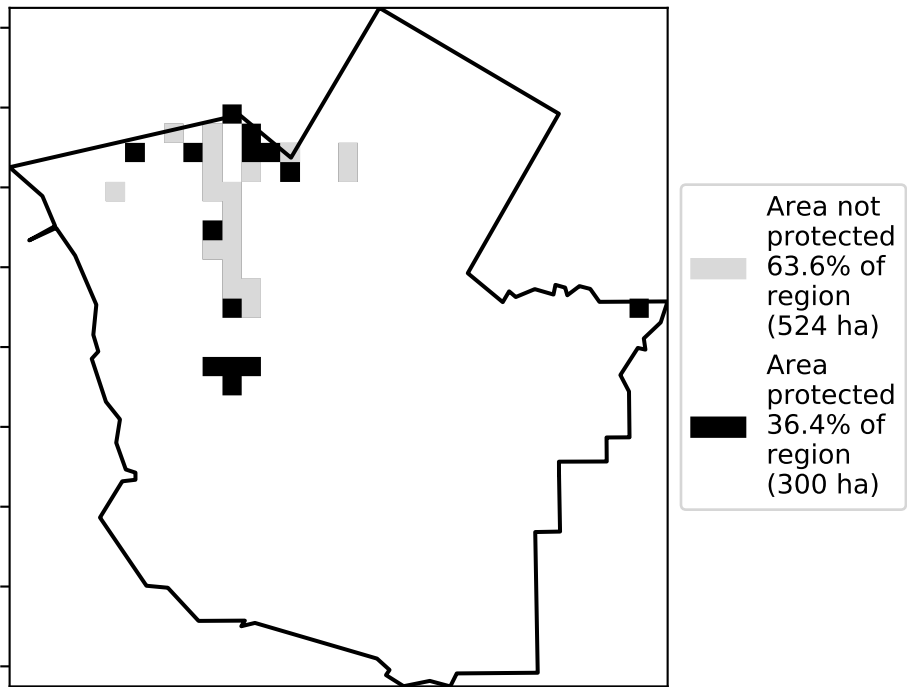 Area not
protected
63.6% of
region
(524 ha)
Area
protected
36.4% of
region
(300 ha)